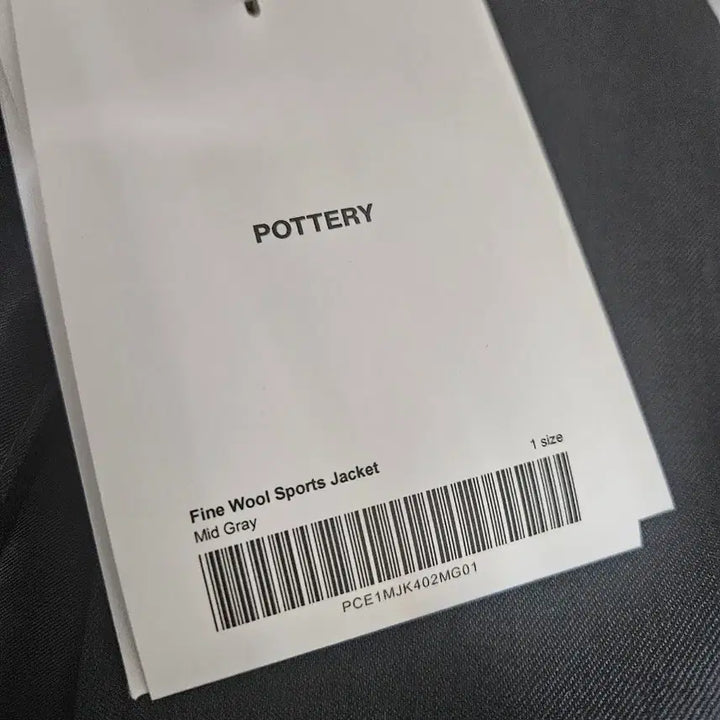 POTTERY
1 size
Fine Wool Sports Jacket
Mid Gray
PCE1MJK402MG01